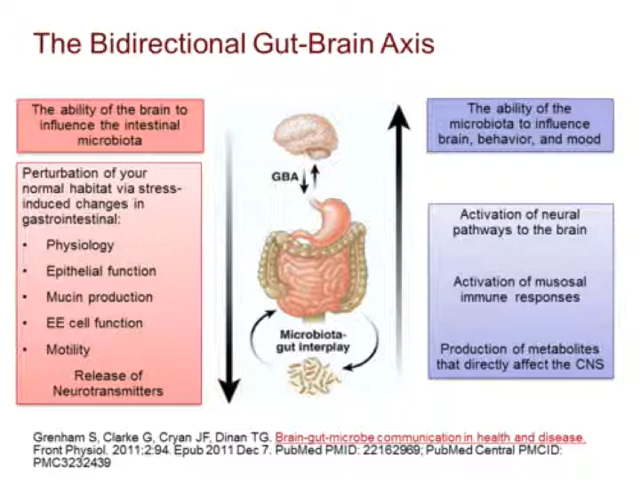 The Bidirectional Gut-Brain Axis
The ability of the brain to
influence the intestinal
microbiota
Perturbation of your
normal habitat via stress-
induced changes in
gastrointestinal:
• Physiology
• Epithelial function
• Mucin production
• EE cell function
• Motility
Release of
Neurotransmitters
GBA
Microbiota-
gut interplay
The ability of the
microbiota to influence
brain, behavior, and mood
Activation of neural
pathways to the brain
Activation of musosal
immune responses
Production of metabolites
that directly affect the CNS
Grenham S, Clarke G, Cryan JF, Dinan TG. Brain-gut-microbe communication in health and disease.
Front Physiol. 2011;2:94. Epub 2011 Dec 7. PubMed PMID: 22162969; PubMed Central PMCID:
PMC3232439